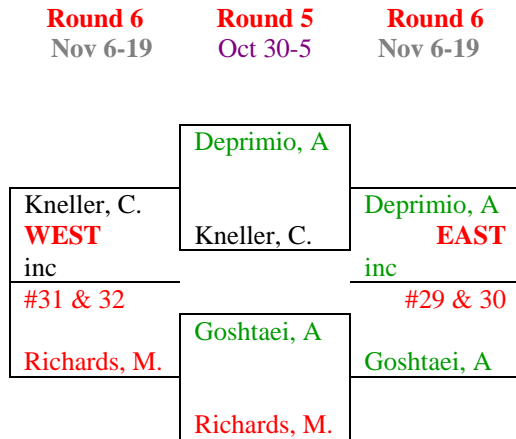 Round 6 Round 5 Round 6
Nov 6-19 Oct 30-5 Nov 6-19
Deprimio, A
Kneller, C. Deprimio, A
WEST Kneller, C. EAST
inc inc
#31 & 32 #29 & 30
Goshtaei, A
Richards, M. Goshtaei, A
Richards, M.